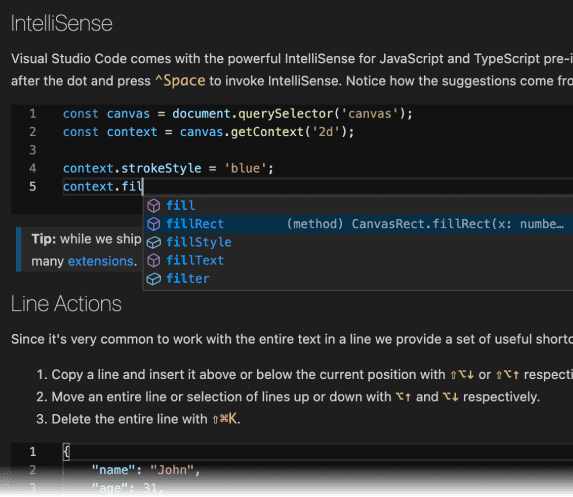 IntelliSense
Visual Studio Code comes with the powerful IntelliSense for JavaScript and TypeScript pre-i
after the dot and press ^Space to invoke IntelliSense. Notice how the suggestions come fro
1 const canvas = document.querySelector('canvas');
2 const context = canvas.getContext('2d');
3
4 context.strokeStyle = 'blue';
5 context.fil
fill
fillRect (method) CanvasRect.fillRect(x: numbe…
fillStyle
fillText
filter
Tip: while we ship
many extensions.
Line Actions
Since it's very common to work with the entire text in a line we provide a set of useful shortc
1. Copy a line and insert it above or below the current position with ⇧⌥↓ or ⇧⌥↑ respecti
2. Move an entire line or selection of lines up or down with ⌥↑ and ⌥↓ respectively.
3. Delete the entire line with ⇧⌘K.
1 {
2 "name": "John",
3 "age": 31,